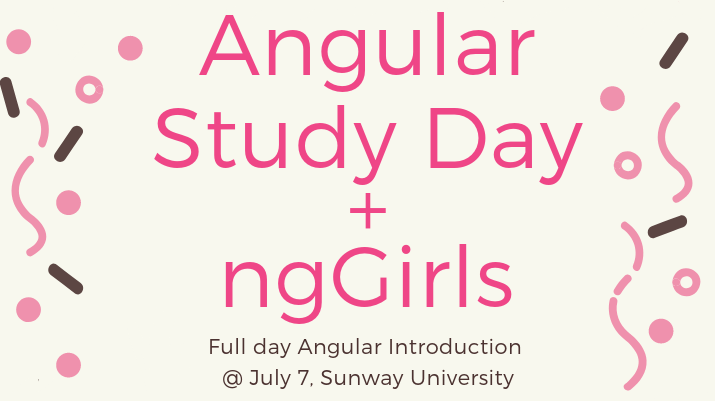 Angular
Study Day
+
ngGirls
Full day Angular Introduction
@ July 7, Sunway University